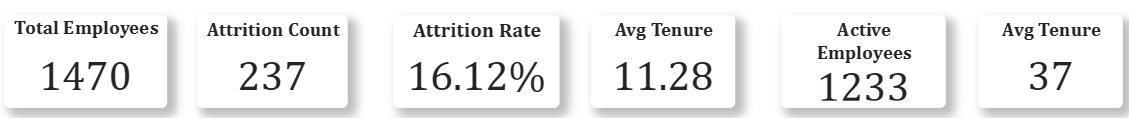 Total Employees
1470
Attrition Count
237
Attrition Rate
16.12%
Avg Tenure
11.28
Active
Employees
1233
Avg Tenure
37